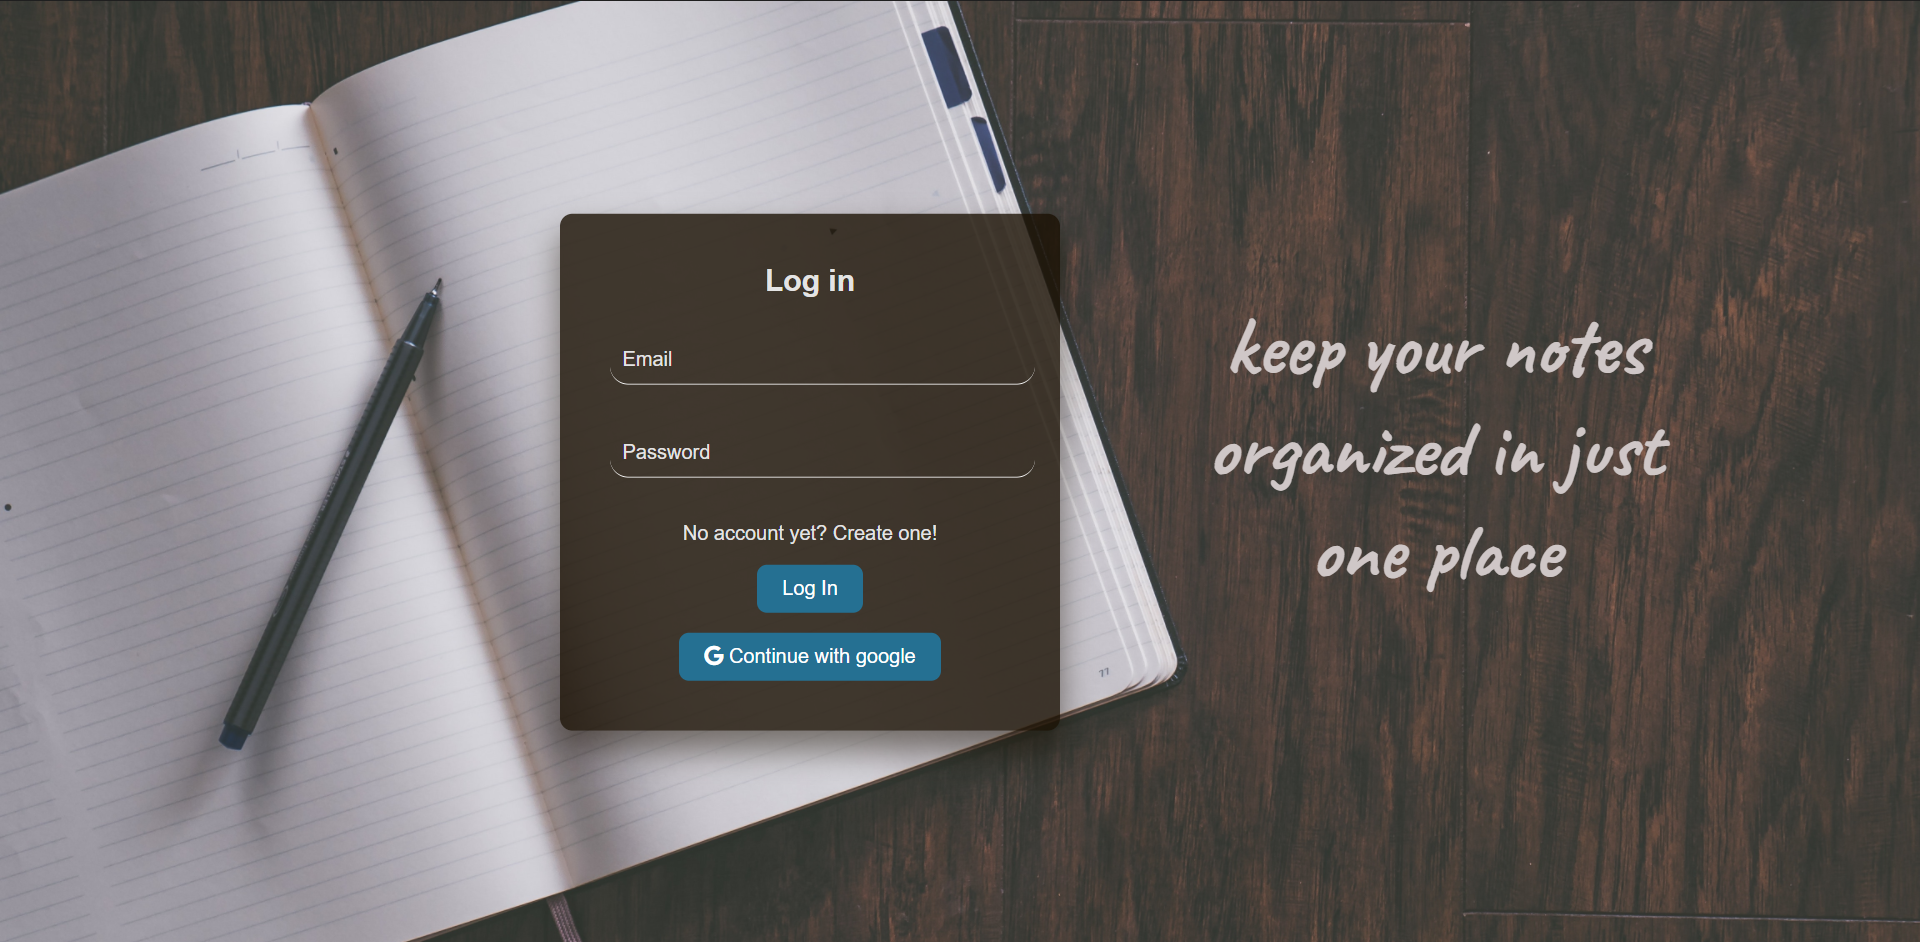 Log in
Email
Password
No account yet? Create one!
Log In
Continue with google
keep your notes
organized in just
one place
77